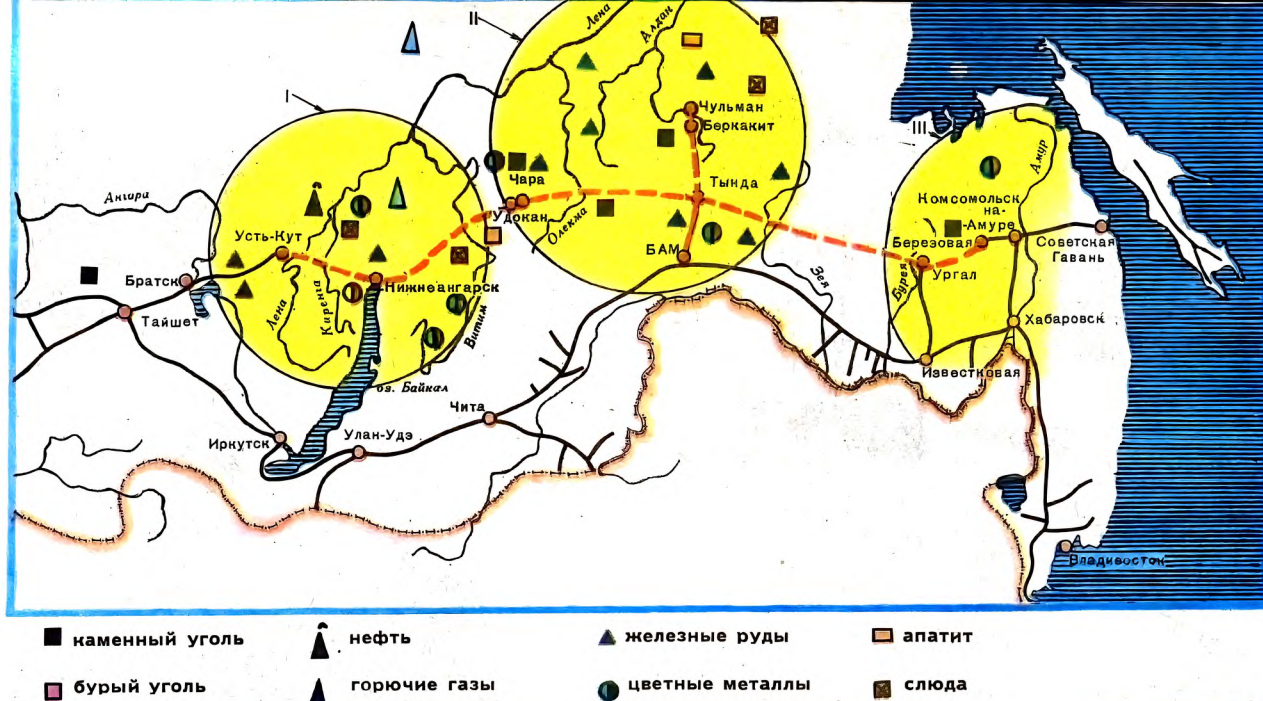 II
Лена
Алдан
I
Чульман
Беркакит
III
Амур
Ангара
Чара
Тында
Удокан
Олекма
Комсомольск
на-
-Амуре
Усть-Кут
Березовая
Советская
Гавань
БАМ
Братск
Нижнеангарск
Зея
Бурея
Ургал
Лена
Киренга
Витим
Тайшет
Хабаровск
оз. Байкал
Известковая
Чита
Иркутск
Улан-Удэ
Владивосток
каменный уголь
нефть
железные руды
апатит
бурый уголь
горючие газы
цветные металлы
слюда